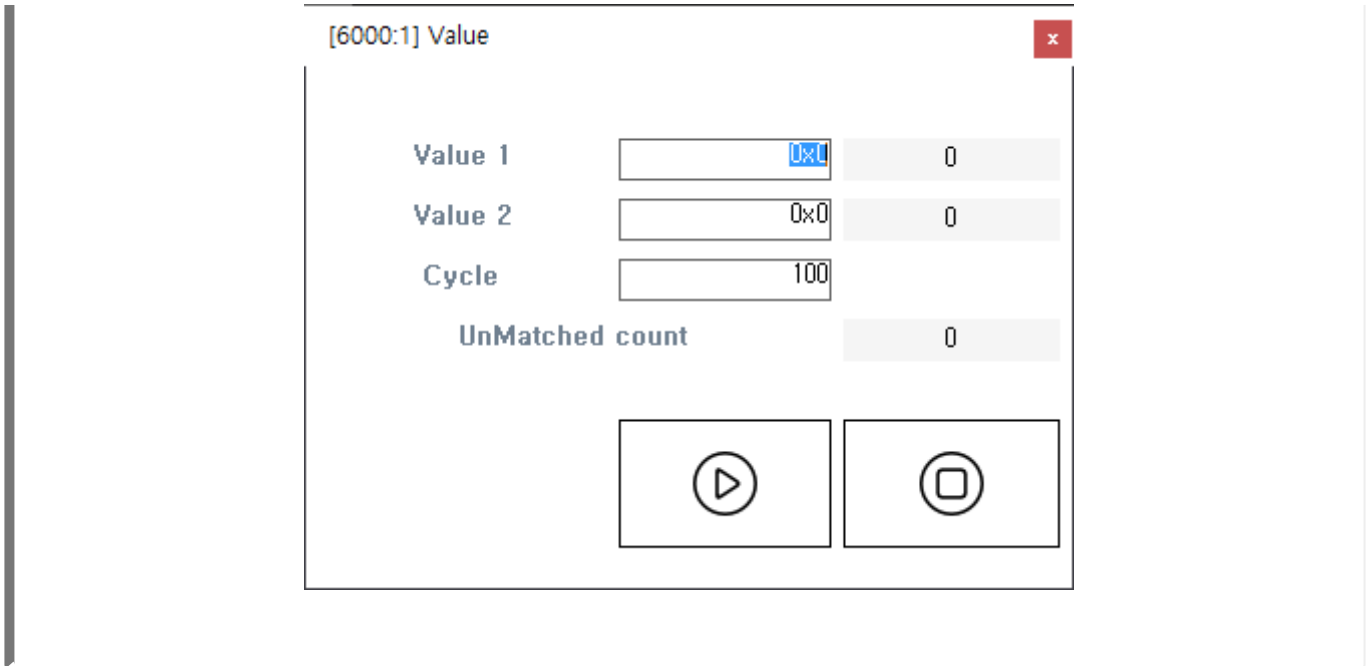 [6000:1] Value
x
Value 1 0x0 0
Value 2 0x0 0
Cycle 100
UnMatched count 0